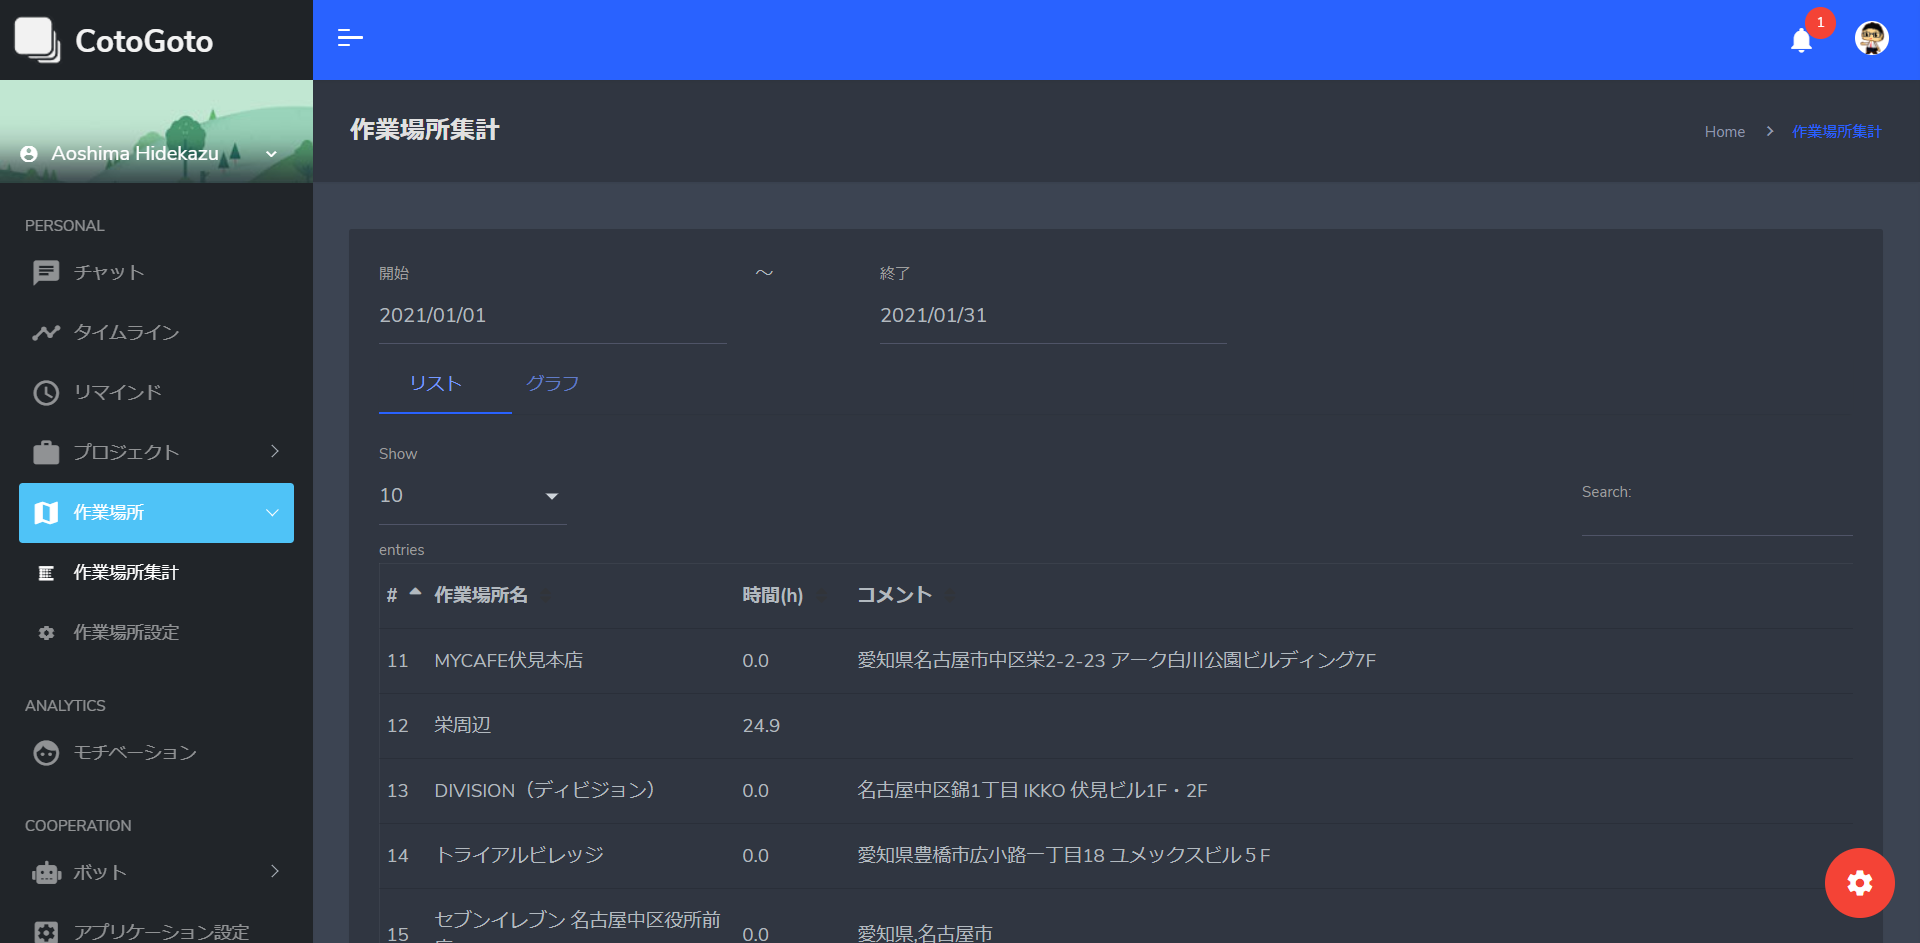 CotoGoto
1
Aoshima Hidekazu
作業場所集計
Home
作業場所集計
PERSONAL
チャット
タイムライン
リマインド
プロジェクト
作業場所
作業場所集計
作業場所設定
ANALYTICS
モチベーション
COOPERATION
ボット
アプリケーション設定
開始
～
終了
2021/01/01
2021/01/31
リスト
グラフ
Show
10
Search:
entries
# 作業場所名 時間(h) コメント
11 MYCAFE伏見本店 0.0 愛知県名古屋市中区栄2-2-23 アーク白川公園ビルディング7F
12 栄周辺 24.9
13 DIVISION（ディビジョン） 0.0 名古屋中区錦1丁目 IKKO 伏見ビル1F・2F
14 トライアルビレッジ 0.0 愛知県豊橋市広小路一丁目18 ユメックスビル５F
15 セブンイレブン 名古屋中区役所前 0.0 愛知県,名古屋市